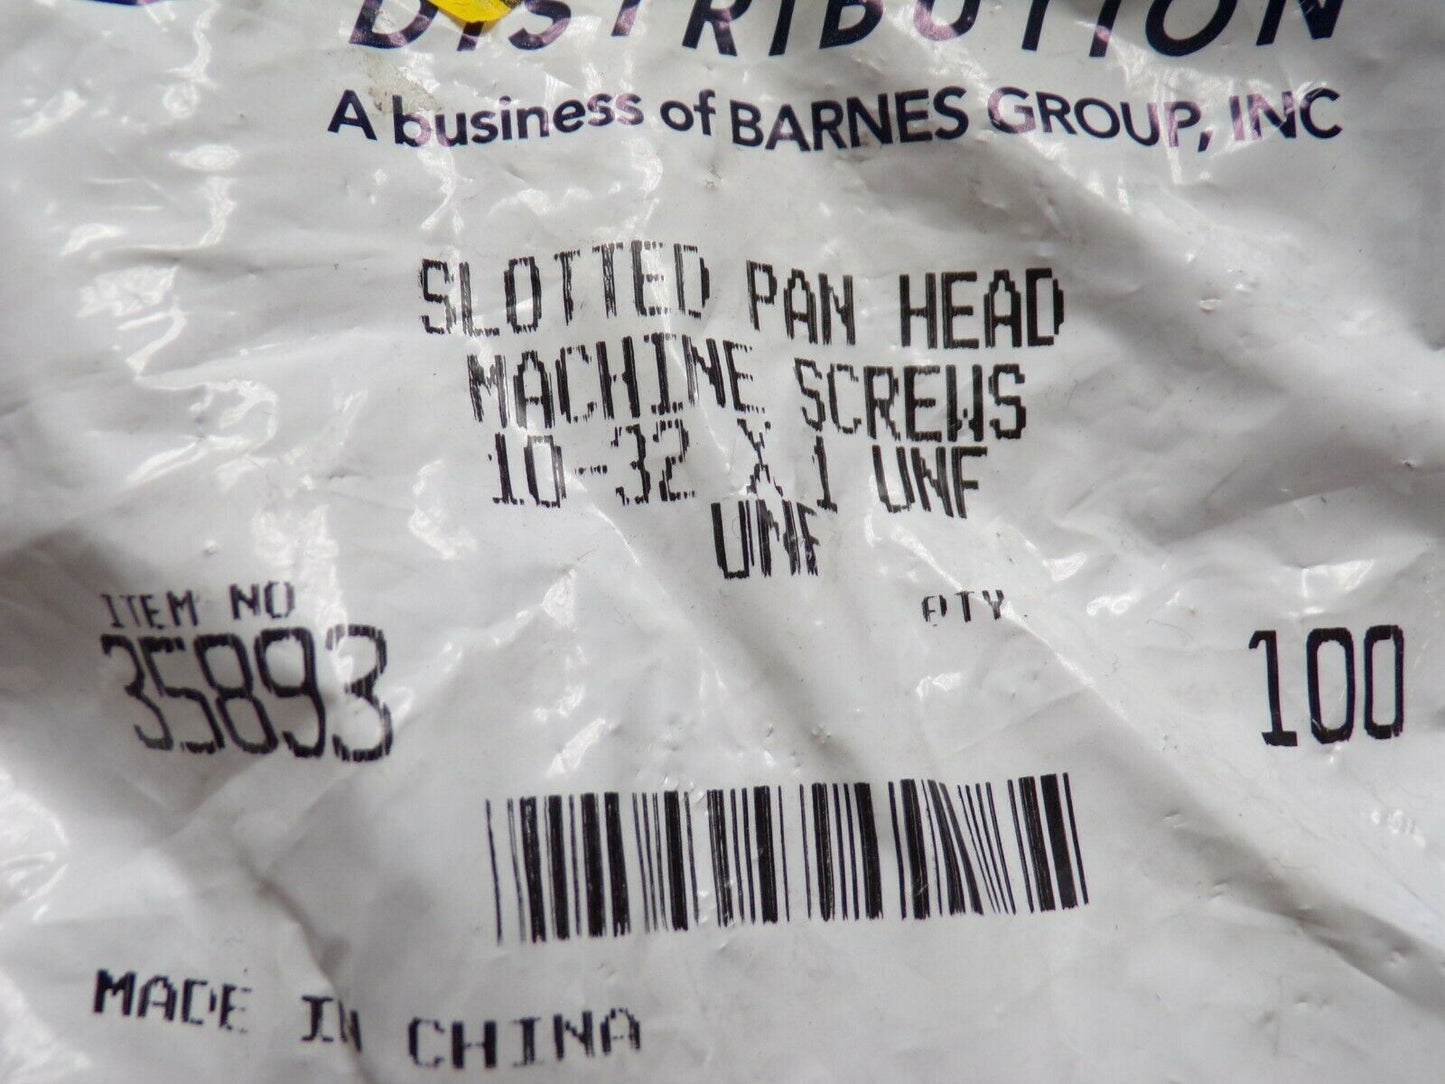 DISTRIBUTION
A business of BARNES GROUP, INC
SLOTTED PAN HEAD
MACHINE SCREWS
10-32 X 1 UNF
UNF
ITEM NO
35893
QTY
100
MADE IN CHINA